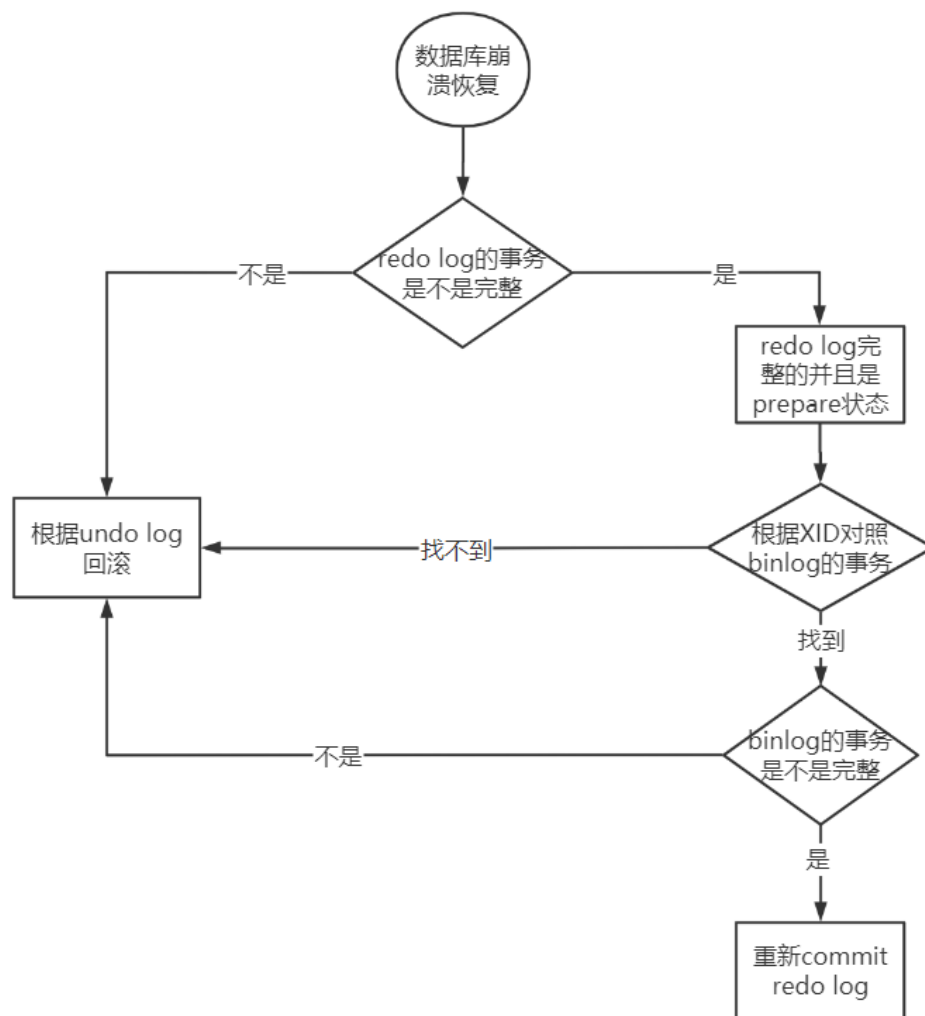 数据库崩
溃恢复
redo log的事务
是不是完整
不是
是
redo log完
整的并且是
prepare状态
根据undo log
回滚
找不到
根据XID对照
binlog的事务
找到
不是
binlog的事务
是不是完整
是
重新commit
redo log